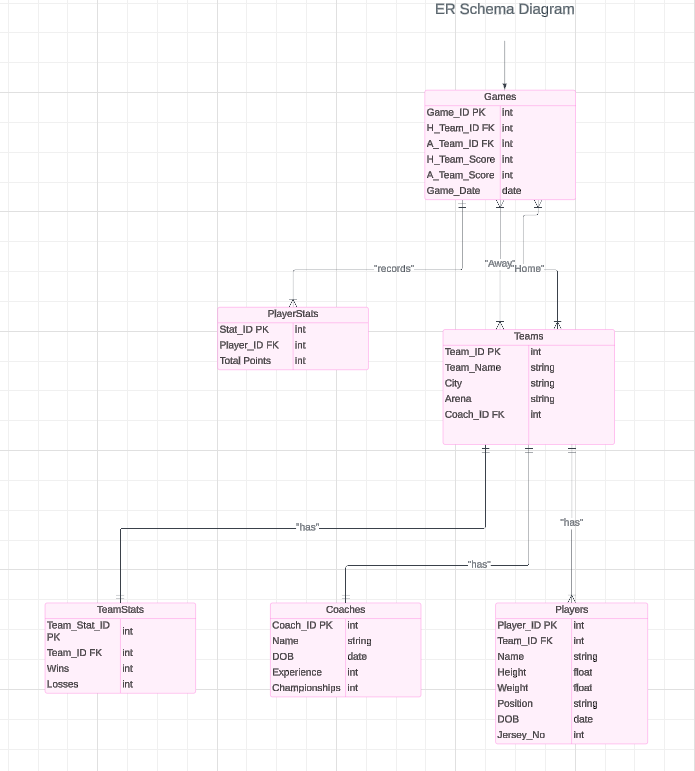 ER Schema Diagram
Games
Game_ID PK int
H_Team_ID FK int
A_Team_ID FK int
H_Team_Score int
A_Team_Score int
Game_Date date
"records"
"Away"
"Home"
PlayerStats
Stat_ID PK int
Player_ID FK int
Total Points int
Teams
Team_ID PK int
Team_Name string
City string
Arena string
Coach_ID FK int
"has"
"has"
"has"
TeamStats
Team_Stat_ID
PK int
Team_ID FK int
Wins int
Losses int
Coaches
Coach_ID PK int
Name string
DOB date
Experience int
Championships int
Players
Player_ID PK int
Team_ID FK int
Name string
Height float
Weight float
Position string
DOB date
Jersey_No int